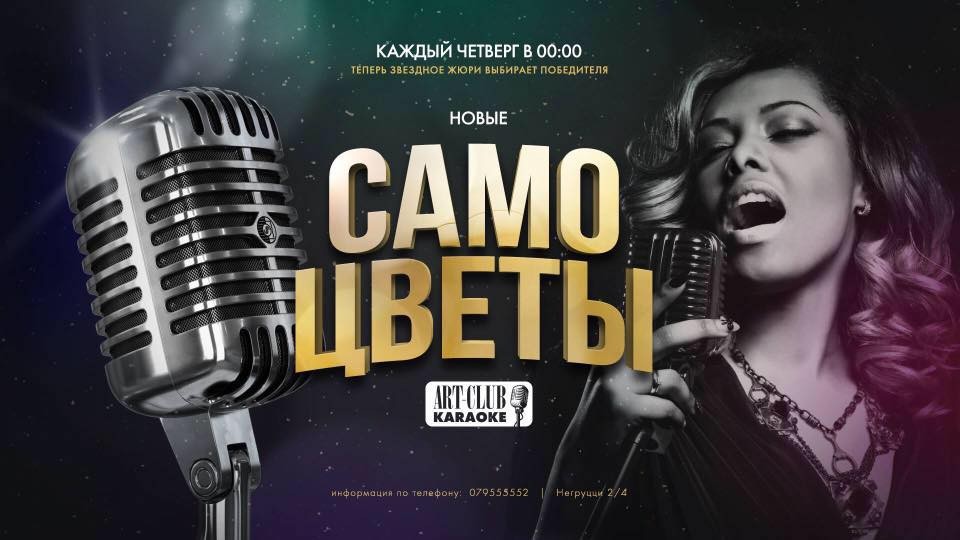 КАЖДЫЙ ЧЕТВЕРГ В 00:00
ТЕПЕРЬ ЗВЕЗДНОЕ ЖЮРИ ВЫБИРАЕТ ПОБЕДИТЕЛЯ
НОВЫЕ
САМО
ЦВЕТЫ
ART-CLUB
KARAOKE
информация по телефону: 079553552 | Негруцци 2/4